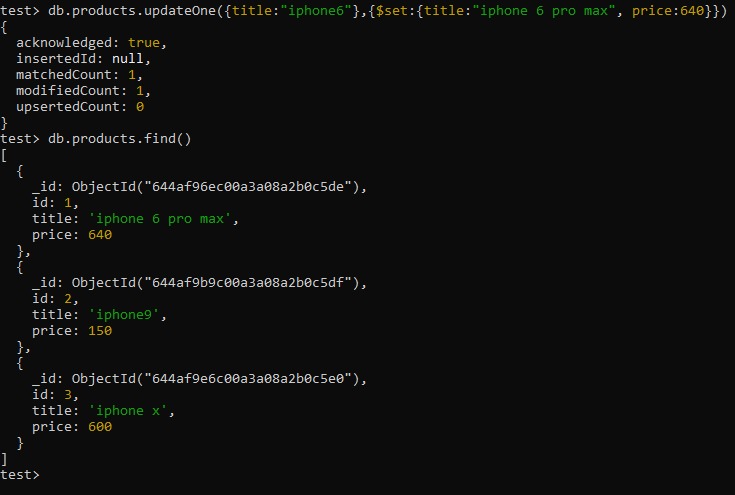 test> db.products.updateOne({title:"iphone6"},{$set:{title:"iphone 6 pro max", price:640}})
{
  acknowledged: true,
  insertedId: null,
  matchedCount: 1,
  modifiedCount: 1,
  upsertedCount: 0
}
test> db.products.find()
[
  {
    _id: ObjectId("644af96ec00a3a08a2b0c5de"),
    id: 1,
    title: 'iphone 6 pro max',
    price: 640
  },
  {
    _id: ObjectId("644af9b9c00a3a08a2b0c5df"),
    id: 2,
    title: 'iphone9',
    price: 150
  },
  {
    _id: ObjectId("644af9e6c00a3a08a2b0c5e0"),
    id: 3,
    title: 'iphone x',
    price: 600
  }
]
test>